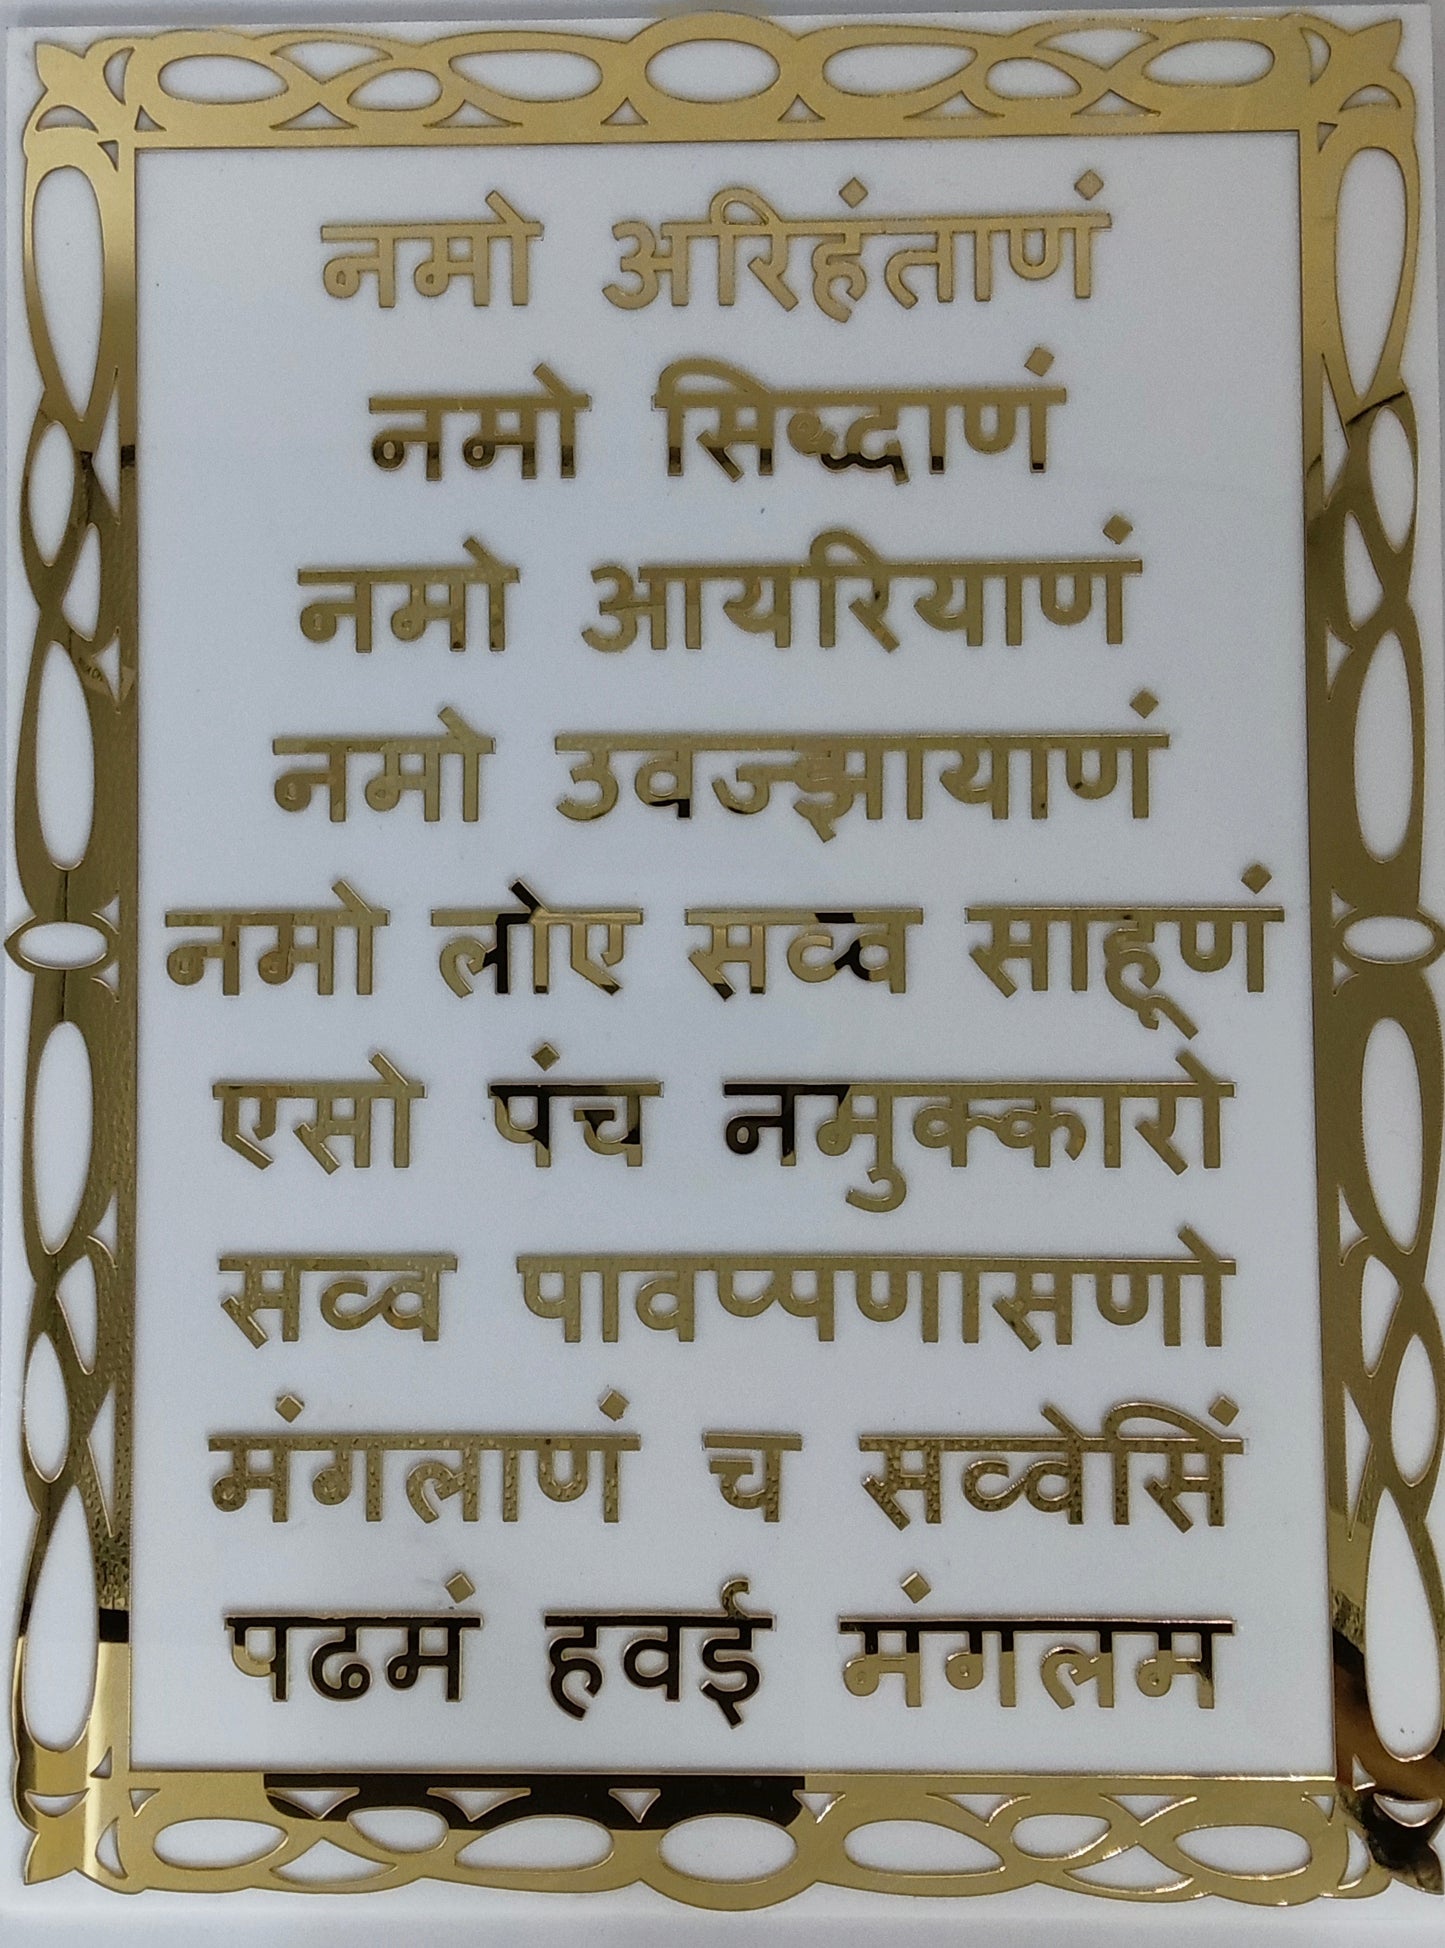 नमो अरिहंताणं
नमो सिध्दाणं
नमो आयरियाणं
नमो उवज्झायाणं
नमो लोए सव्व साहूणं
एसो पंच नमुक्कारो
सव्व पावप्पणासणो
मंगलाणं च सव्वेसिं
पढमं हवई मंगलम